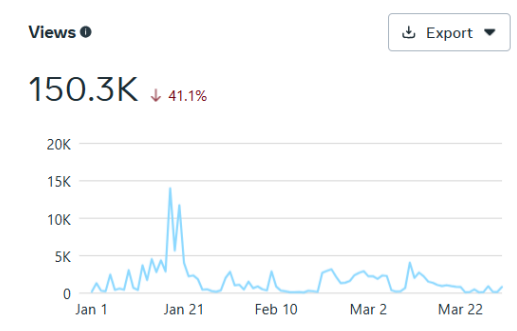 Views
Export
150.3K ↓ 41.1%
20K
15K
10K
5K
0
Jan 1 Jan 21 Feb 10 Mar 2 Mar 22